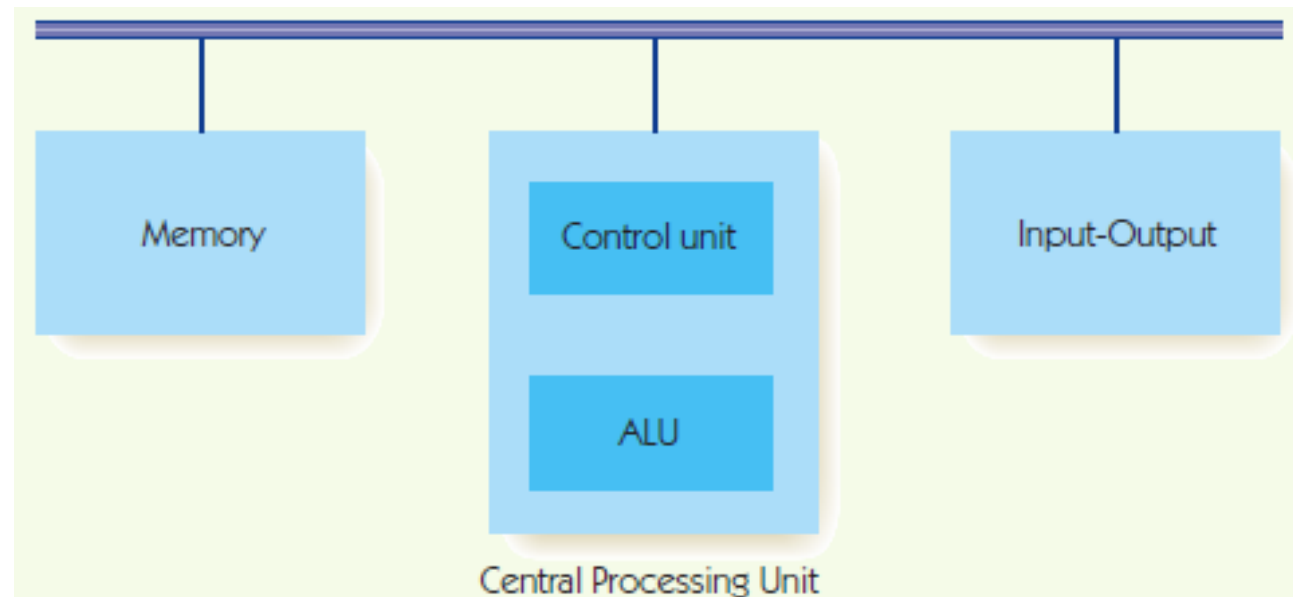 Memory
Control unit
Input-Output
ALU
Central Processing Unit